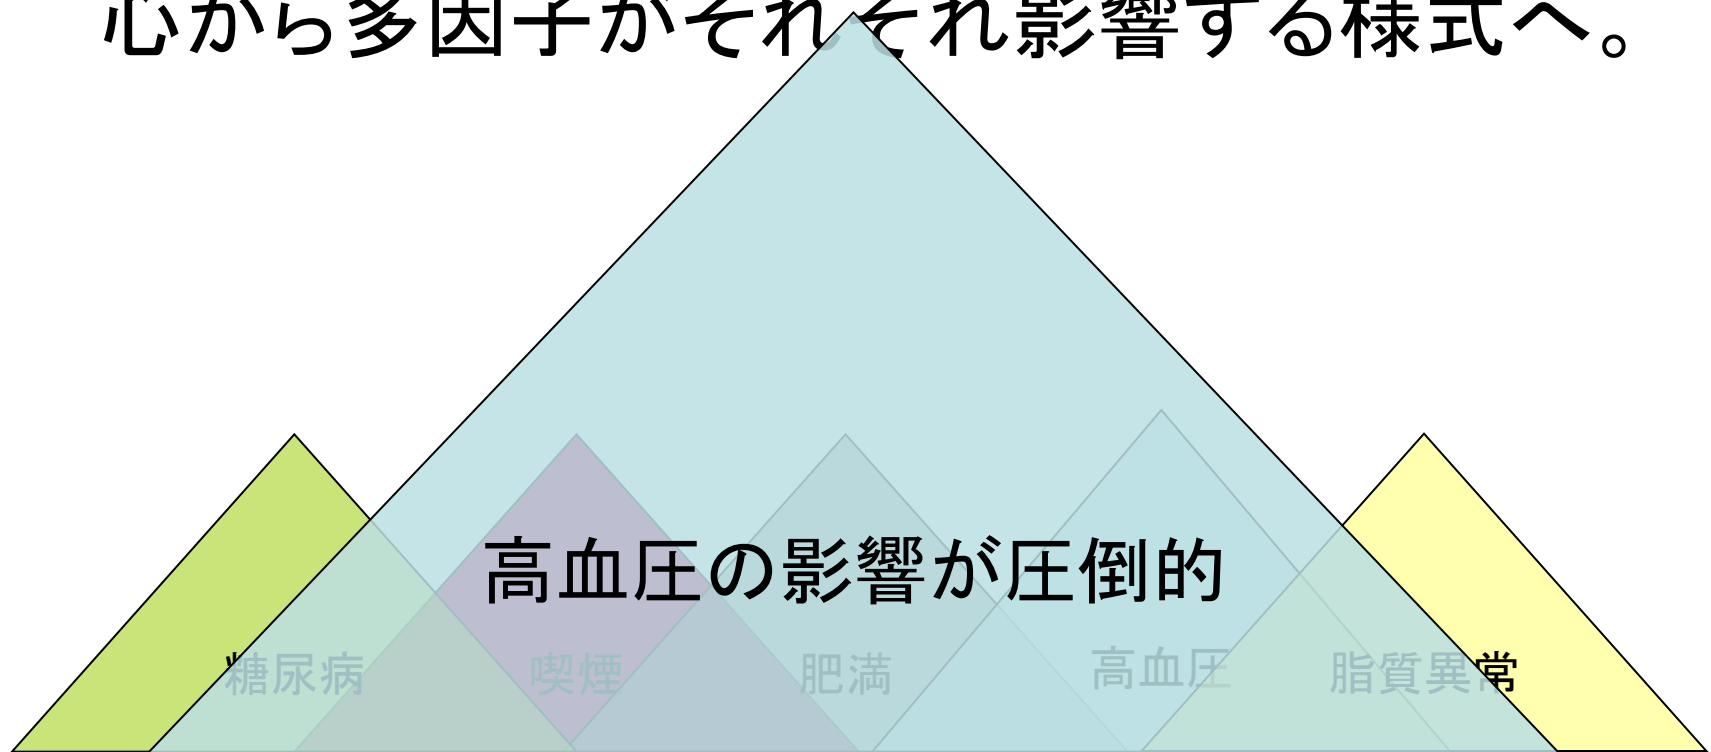 心から多因子がそれぞれ影響する様式へ。
高血圧の影響が圧倒的
糖尿病 喫煙 肥満 高血圧 脂質異常